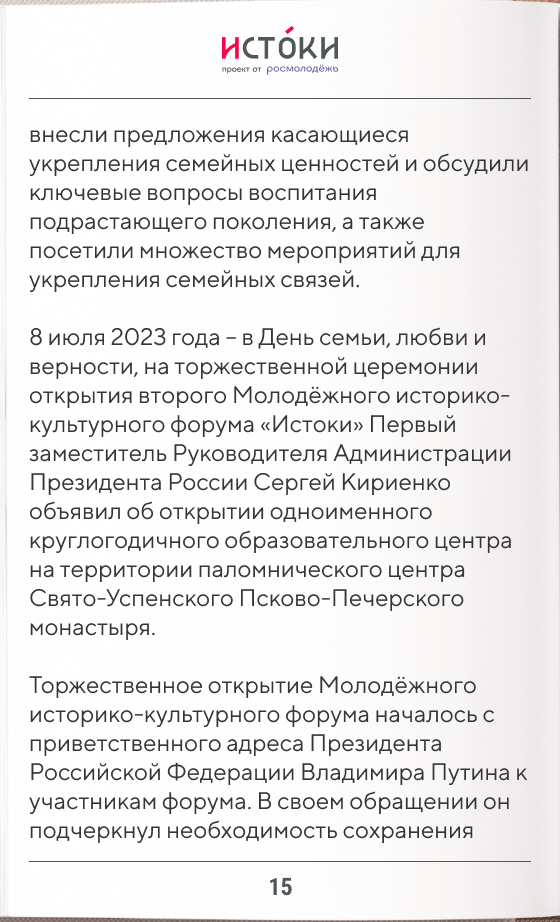 ИСТО́КИ
проект от росмолодёжь
внесли предложения касающиеся
укрепления семейных ценностей и обсудили
ключевые вопросы воспитания
подрастающего поколения, а также
посетили множество мероприятий для
укрепления семейных связей.
8 июля 2023 года – в День семьи, любви и
верности, на торжественной церемонии
открытия второго Молодёжного историко-
культурного форума «Истоки» Первый
заместитель Руководителя Администрации
Президента России Сергей Кириенко
объявил об открытии одноименного
круглогодичного образовательного центра
на территории паломнического центра
Свято-Успенского Псково-Печерского
монастыря.
Торжественное открытие Молодёжного
историко-культурного форума началось с
приветственного адреса Президента
Российской Федерации Владимира Путина к
участникам форума. В своем обращении он
подчеркнул необходимость сохранения
15